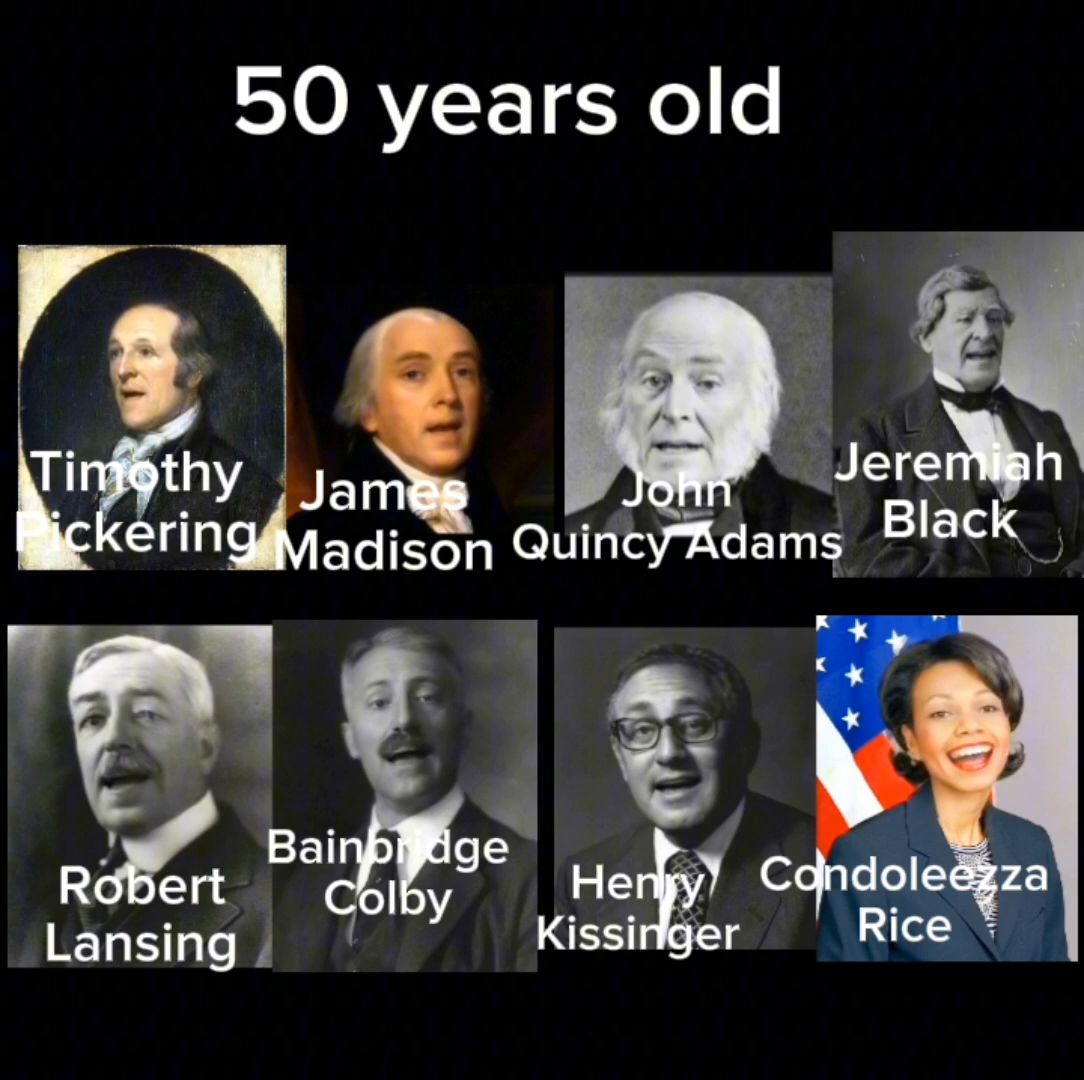 50 years old
Timothy
Pickering
James
Madison
John
Quincy Adams
Jeremiah
Black
Robert
Lansing
Bainbridge
Colby
Henry
Kissinger
Condoleezza
Rice